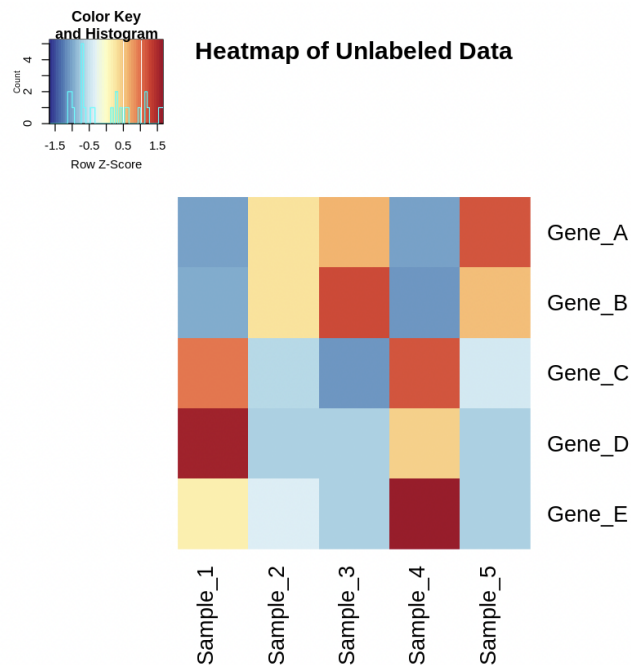 Color Key
and Histogram
Heatmap of Unlabeled Data
Count
0 2 4
-1.5 -0.5 0.5 1.5
Row Z-Score
Gene_A
Gene_B
Gene_C
Gene_D
Gene_E
Sample_1
Sample_2
Sample_3
Sample_4
Sample_5